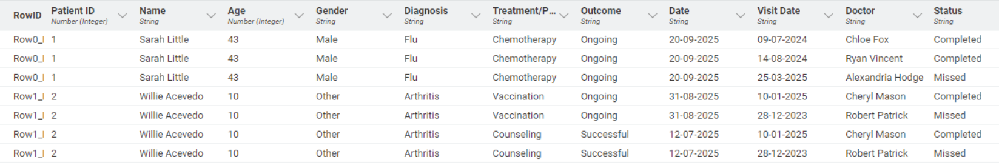 RowID Patient ID Name Age Gender Diagnosis Treatment/P... Outcome Date Visit Date Doctor Status
Number (Integer) String Number (Integer) String String String String String String String String
Row0_ 1 Sarah Little 43 Male Flu Chemotherapy Ongoing 20-09-2025 09-07-2024 Chloe Fox Completed
Row0_ 1 Sarah Little 43 Male Flu Chemotherapy Ongoing 20-09-2025 14-08-2024 Ryan Vincent Completed
Row0_ 1 Sarah Little 43 Male Flu Chemotherapy Ongoing 20-09-2025 25-03-2025 Alexandria Hodge Missed
Row1_ 2 Willie Acevedo 10 Other Arthritis Vaccination Ongoing 31-08-2025 10-01-2025 Cheryl Mason Completed
Row1_ 2 Willie Acevedo 10 Other Arthritis Vaccination Ongoing 31-08-2025 28-12-2023 Robert Patrick Missed
Row1_ 2 Willie Acevedo 10 Other Arthritis Counseling Successful 12-07-2025 10-01-2025 Cheryl Mason Completed
Row1_ 2 Willie Acevedo 10 Other Arthritis Counseling Successful 12-07-2025 28-12-2023 Robert Patrick Missed